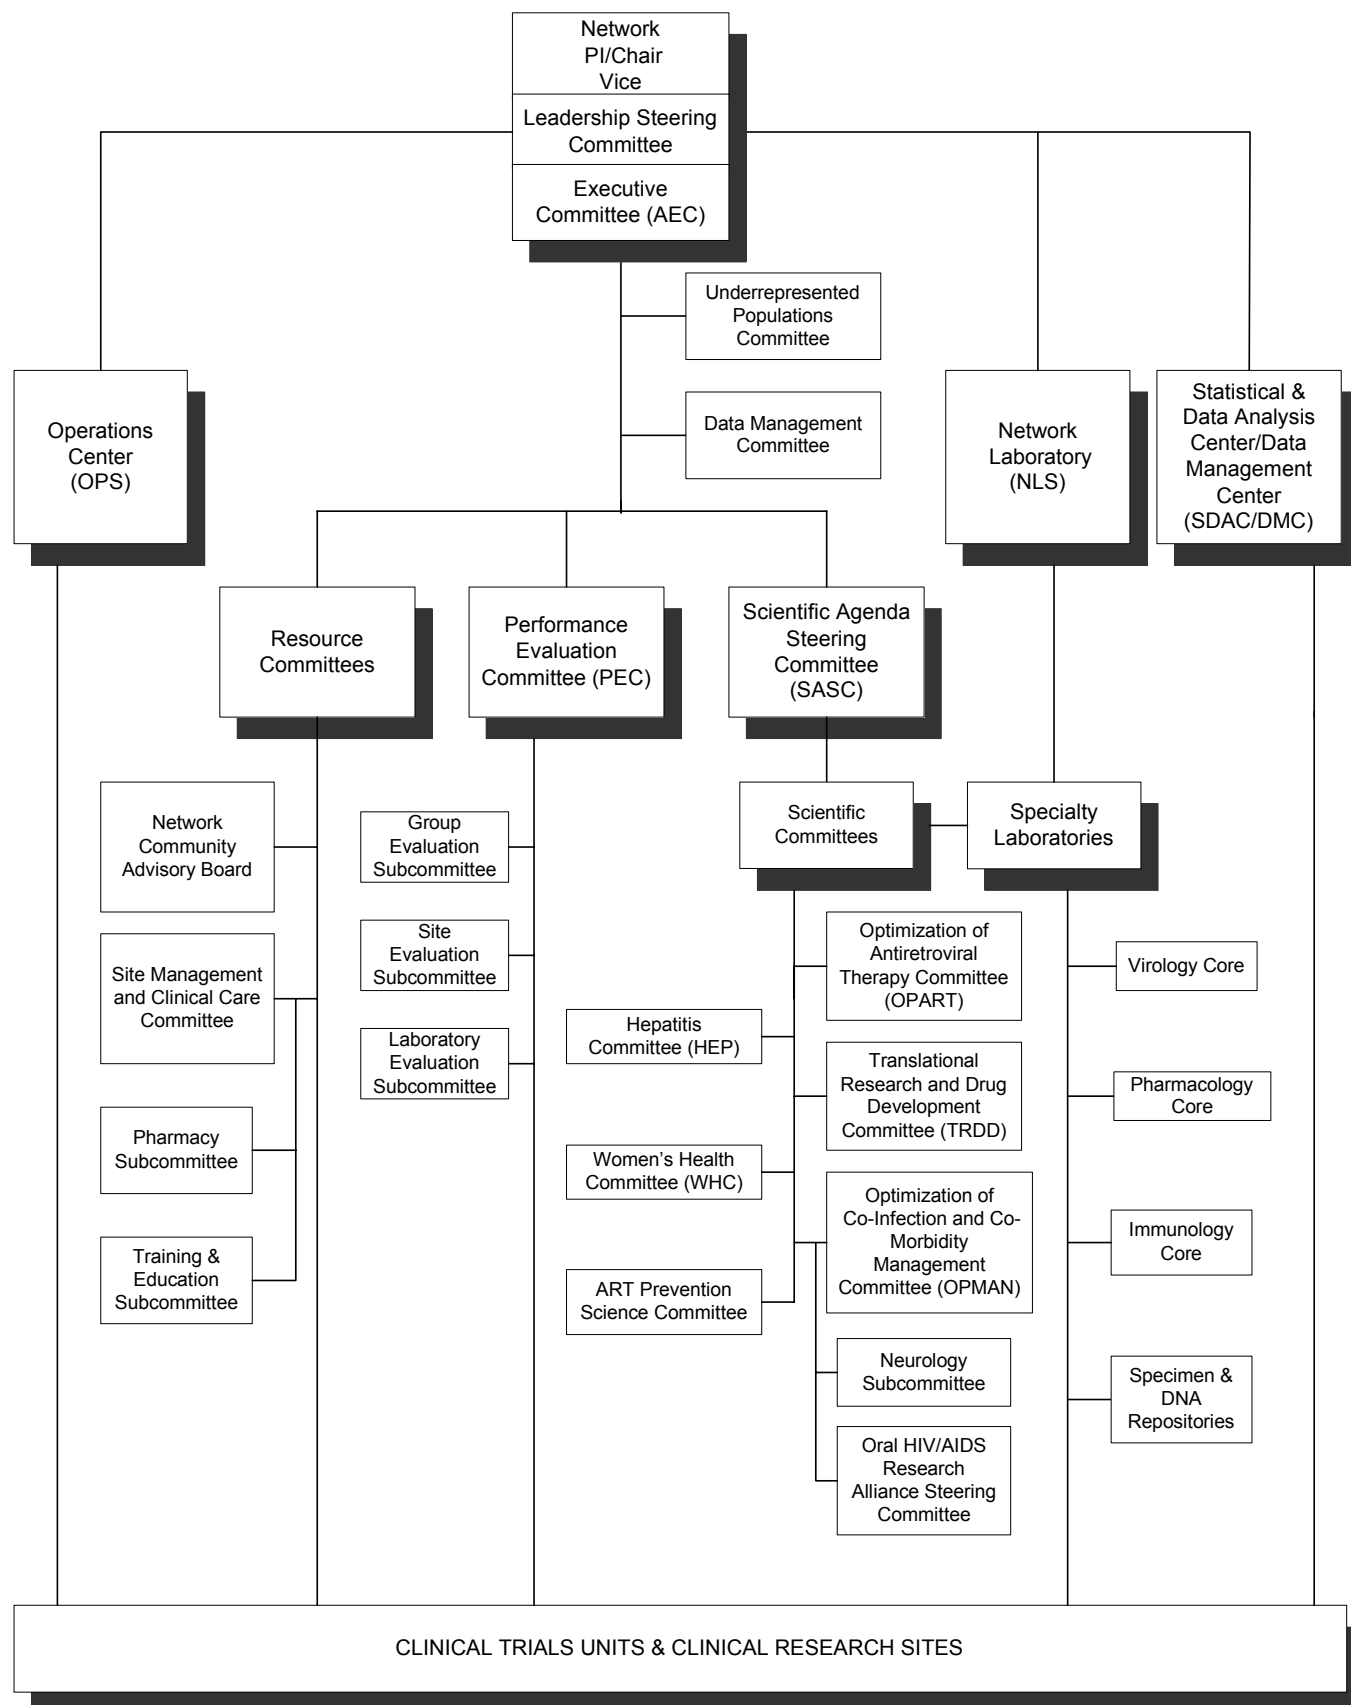 Network
PI/Chair
Vice
Leadership Steering
Committee
Executive
Committee (AEC)
Underrepresented
Populations
Committee
Data Management
Committee
Operations
Center
(OPS)
Network
Laboratory
(NLS)
Statistical &
Data Analysis
Center/Data
Management
Center
(SDAC/DMC)
Resource
Committees
Performance
Evaluation
Committee (PEC)
Scientific Agenda
Steering
Committee
(SASC)
Network
Community
Advisory Board
Site Management
and Clinical Care
Committee
Pharmacy
Subcommittee
Training &
Education
Subcommittee
Group
Evaluation
Subcommittee
Site
Evaluation
Subcommittee
Laboratory
Evaluation
Subcommittee
Scientific
Committees
Specialty
Laboratories
Hepatitis
Committee (HEP)
Women’s Health
Committee (WHC)
ART Prevention
Science Committee
Optimization of
Antiretroviral
Therapy Committee
(OPART)
Translational
Research and Drug
Development
Committee (TRDD)
Optimization of
Co-Infection and Co-
Morbidity
Management
Committee (OPMAN)
Neurology
Subcommittee
Oral HIV/AIDS
Research
Alliance Steering
Committee
Virology Core
Pharmacology
Core
Immunology
Core
Specimen &
DNA
Repositories
CLINICAL TRIALS UNITS & CLINICAL RESEARCH SITES